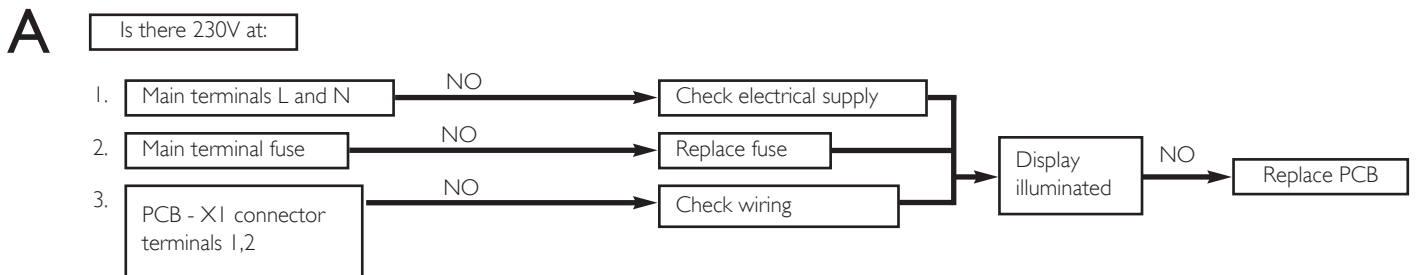 A
Is there 230V at:
NO
1. Main terminals L and N
Check electrical supply
NO
2. Main terminal fuse
Replace fuse
Display
illuminated
NO
Replace PCB
NO
3.
PCB - X1 connector
terminals 1,2
Check wiring